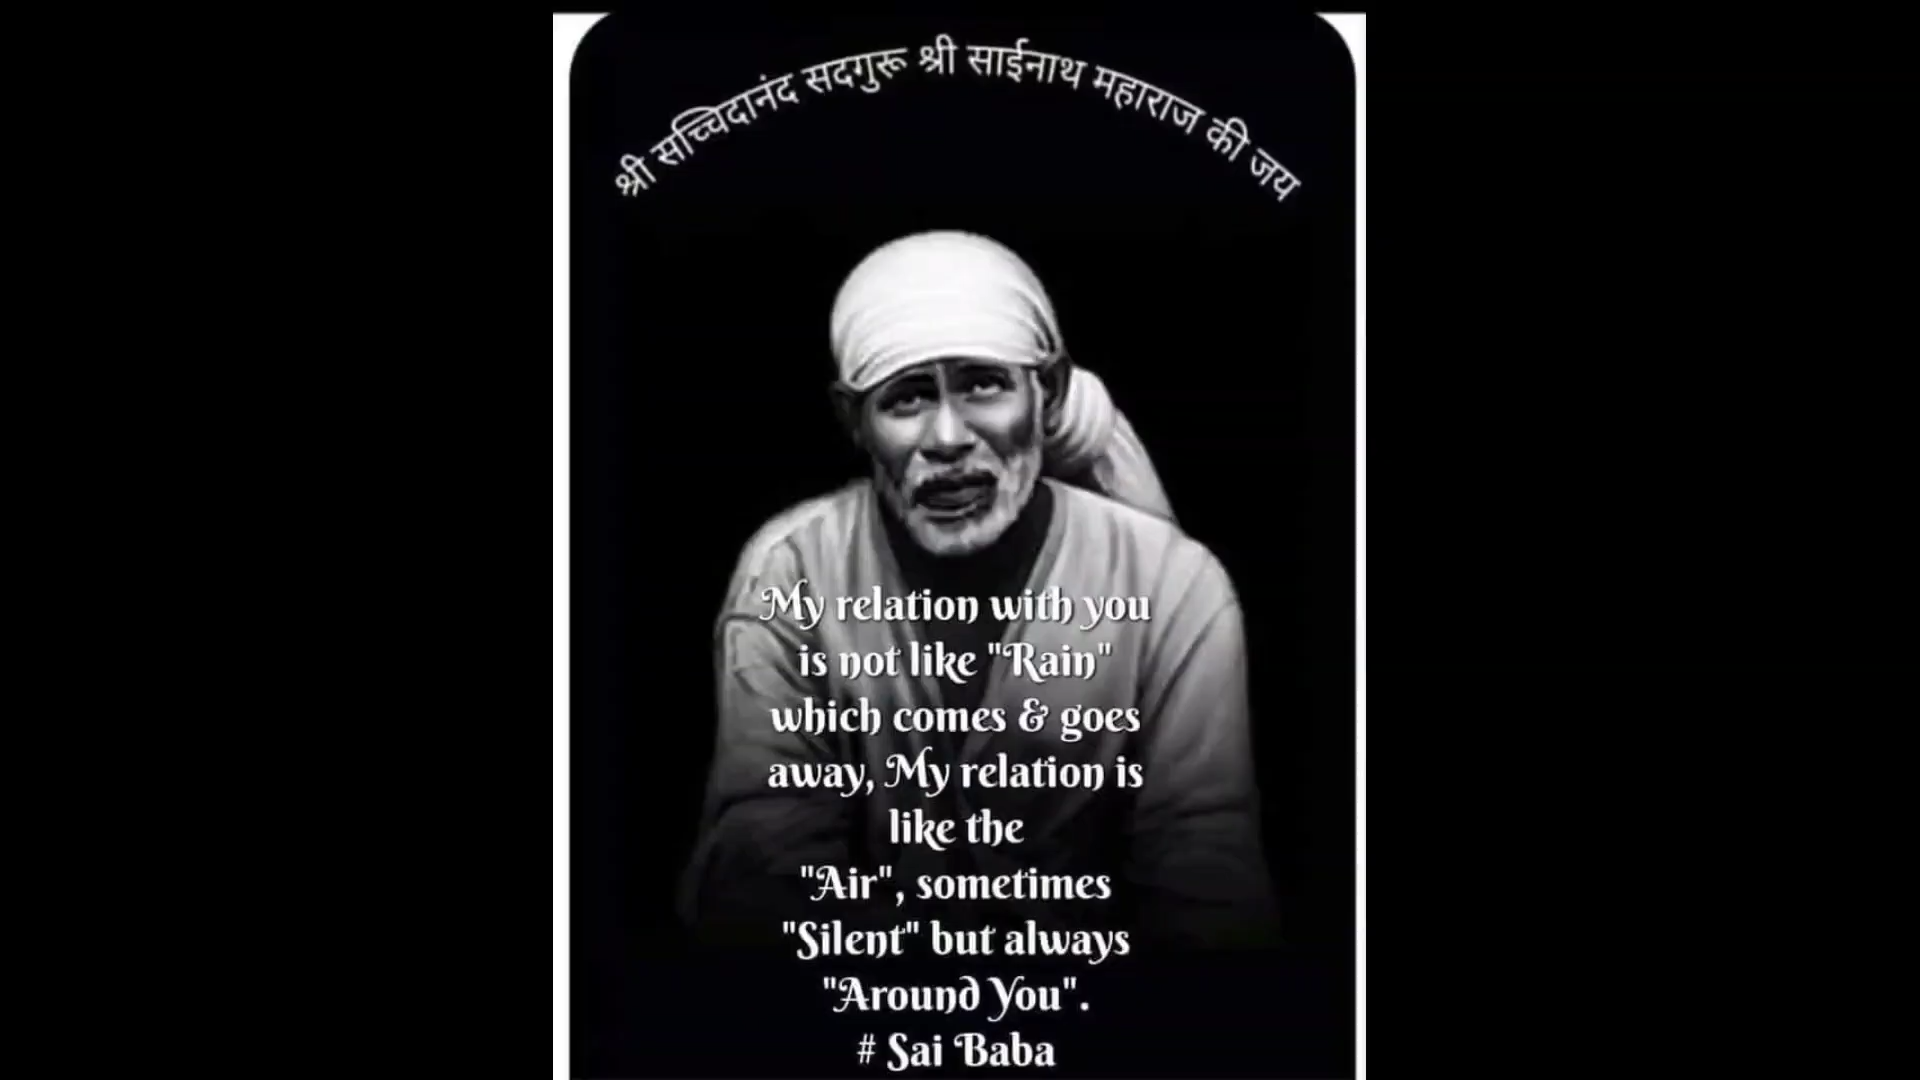 श्री सच्चिदानंद सदगुरू श्री साईनाथ महाराज की जय
My relation with you
is not like "Rain"
which comes & goes
away, My relation is
like the
"Air", sometimes
"Silent" but always
"Around You".
# Sai Baba